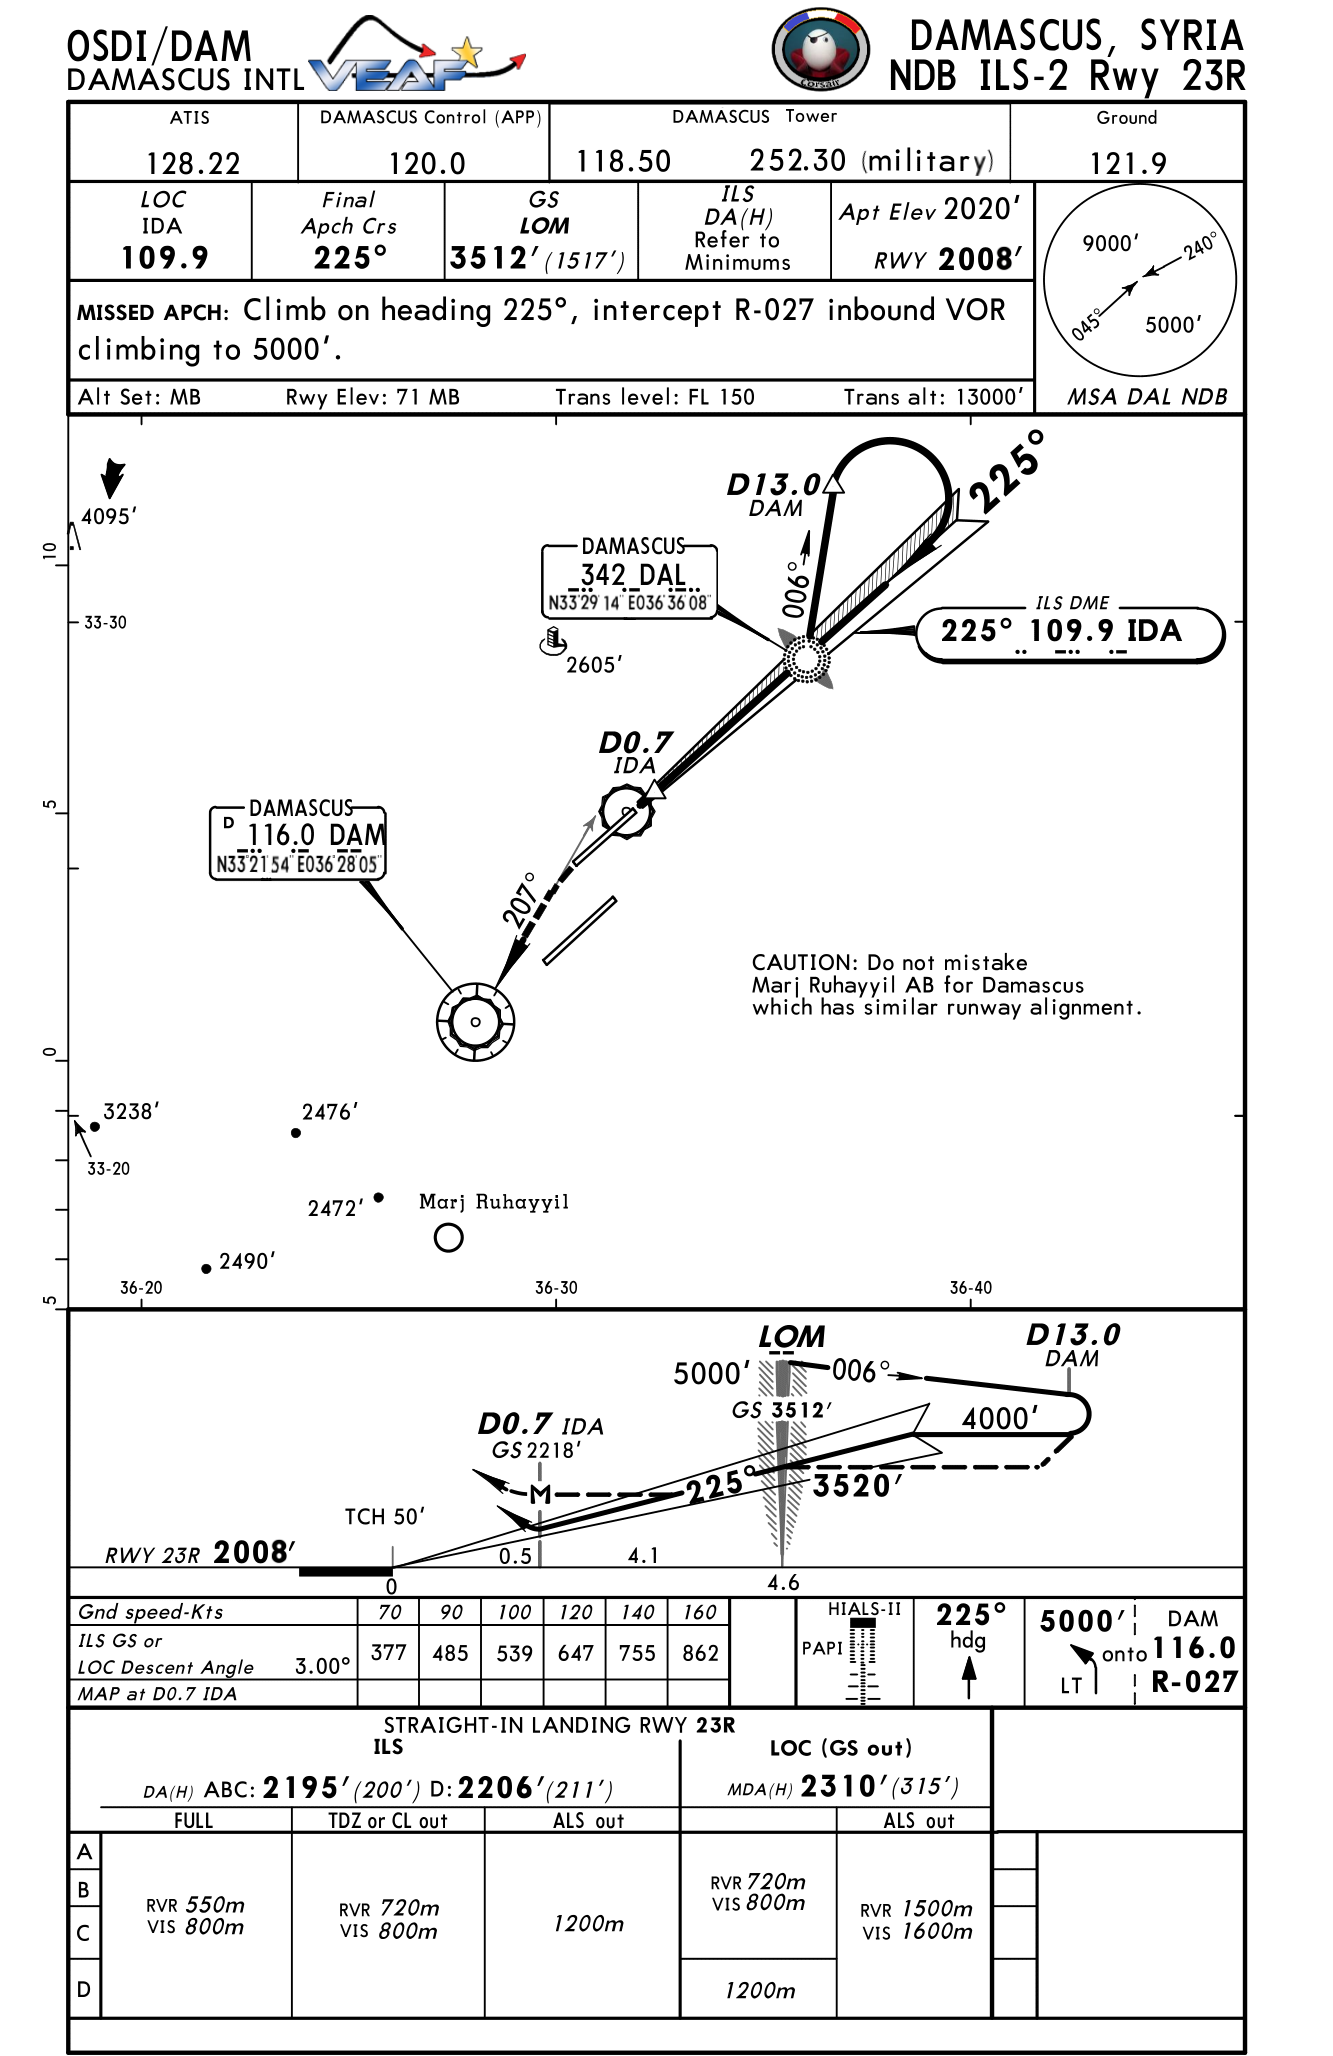 OSDI/DAM
DAMASCUS INTL
VEAF
Corsair
DAMASCUS, SYRIA
NDB ILS-2 Rwy 23R
ATIS
128.22
DAMASCUS Control (APP)
120.0
DAMASCUS Tower
118.50 252.30 (military)
Ground
121.9
LOC
IDA
109.9
Final
Apch Crs
225°
GS
LOM
3512' (1517')
ILS
DA(H)
Refer to
Minimums
Apt Elev 2020'
RWY 2008'
9000'
240°
045°
5000'
MSA DAL NDB
MISSED APCH: Climb on heading 225°, intercept R-027 inbound VOR
climbing to 5000'.
Alt Set: MB Rwy Elev: 71 MB Trans level: FL 150 Trans alt: 13000'
225°
D13.0
DAM
4095'
10
DAMASCUS
342 DAL
N33°29'14" E036°36'08"
006°
ILS DME
225° 109.9 IDA
33-30
2605'
D0.7
IDA
5
DAMASCUS
D 116.0 DAM
N33°21'54" E036°28'05"
207°
CAUTION: Do not mistake
Marj Ruhayyil AB for Damascus
which has similar runway alignment.
0
3238'
2476'
33-20
2472'
Marj Ruhayyil
2490'
36-20
36-30
36-40
5
LOM
D13.0
DAM
5000'
006°
GS 3512'
4000'
D0.7 IDA
GS 2218'
225°
3520'
M
TCH 50'
RWY 23R 2008'
0.5
4.1
0
4.6
Gnd speed-Kts 70 90 100 120 140 160
ILS GS or
LOC Descent Angle 3.00° 377 485 539 647 755 862
MAP at D0.7 IDA
HIALS-II
PAPI
225°
hdg
5000'
LT
onto
DAM
116.0
R-027
STRAIGHT-IN LANDING RWY 23R
ILS
LOC (GS out)
DA(H) ABC: 2195' (200') D: 2206' (211')
MDA(H) 2310' (315')
FULL
TDZ or CL out
ALS out
ALS out
A
B
C
D
RVR 550m
VIS 800m
RVR 720m
VIS 800m
1200m
RVR 720m
VIS 800m
1200m
RVR 1500m
VIS 1600m